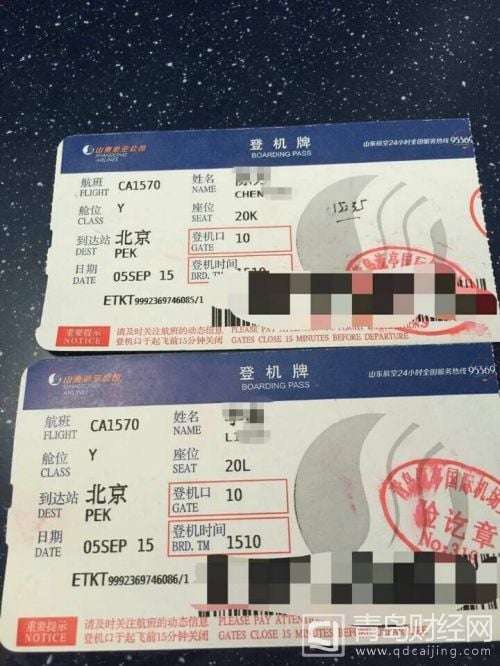 山东航空公司 登机牌 山东航空24小时服务热线 95369
SHANDONG AIRLINES BOARDING PASS
航班 CA1570 姓名
FLIGHT NAME CHEN
舱位 Y 座位
CLASS SEAT 20K
到达站 北京 登机口 10
DEST PEK GATE
日期 05SEP 15 登机时间 1510
DATE BRD.TM
ETKT9992369746085/1
重要提示 请及时关注航班的动态信息 PLEASE PAY
NOTICE 登机口于起飞前15分钟关闭 GATES CLOSE 15 MINUTES BEFORE DEPARTURE
山东航空公司 登机牌 山东航空24小时服务热线 95369
SHANDONG AIRLINES BOARDING PASS
航班 CA1570 姓名
FLIGHT NAME
舱位 Y 座位
CLASS SEAT 20L
到达站 北京 登机口 10
DEST PEK GATE
日期 05SEP 15 登机时间
DATE BRD.TM 1510
国际机场
检讫章
ETKT9992369746086/1
重要提示 请及时关注航班的动态信息 PLEASE PAY
NOTICE 登机口于起飞前15分钟关闭 GATES CLOSE 15 MINUTES
青岛财经网
www.qdcaijing.com